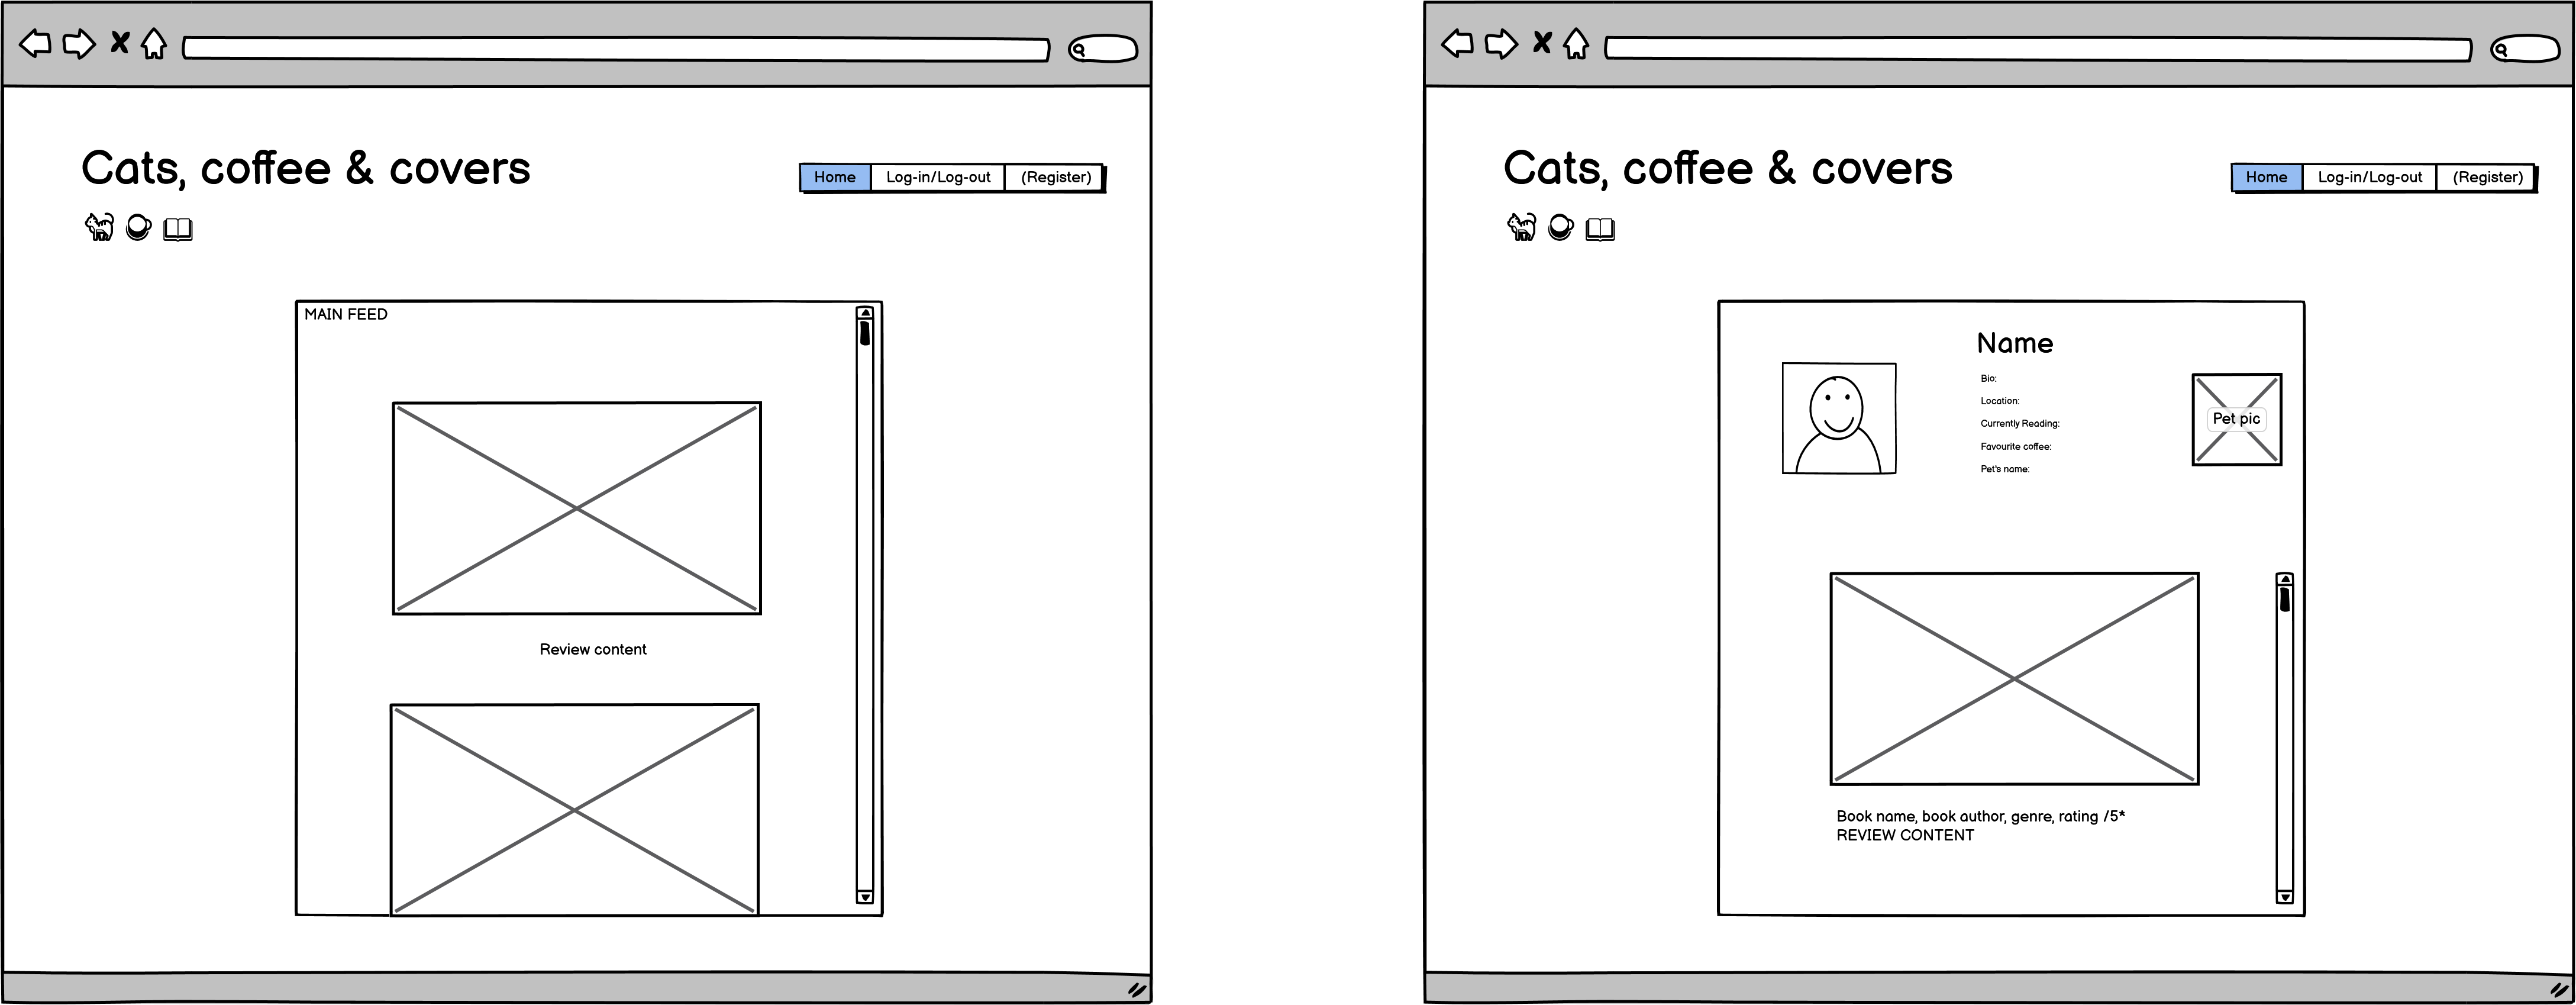 Cats, coffee & covers
Home Log-in/Log-out (Register)
MAIN FEED
Review content
Cats, coffee & covers
Home Log-in/Log-out (Register)
Name
Bio:
Location:
Currently Reading:
Favourite coffee:
Pet's name:
Pet pic
Book name, book author, genre, rating /5*
REVIEW CONTENT